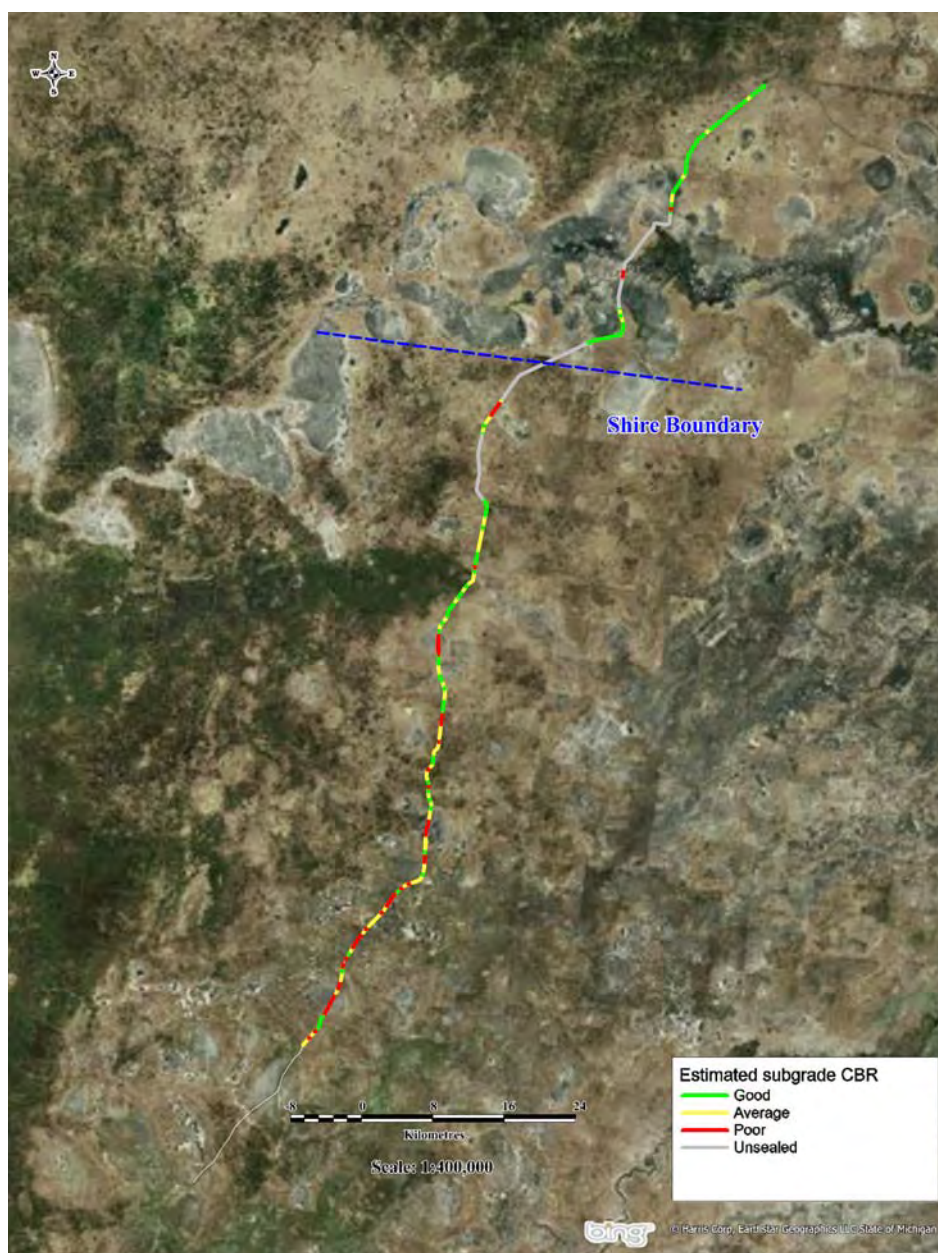 N
W E
S
Shire Boundary
Estimated subgrade CBR
Good
Average
Poor
Unsealed
-8 0 8 16 24
Kilometres
Scale: 1:400,000
bing
© Harris Corp, Earthstar Geographics LLC State of Michigan